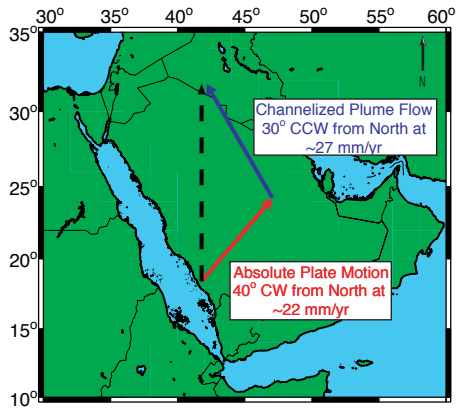 30° 35° 40° 45° 50° 55° 60°
35°
30°
25°
20°
15°
10°
N
Channelized Plume Flow
30° CCW from North at
~27 mm/yr
Absolute Plate Motion
40° CW from North at
~22 mm/yr